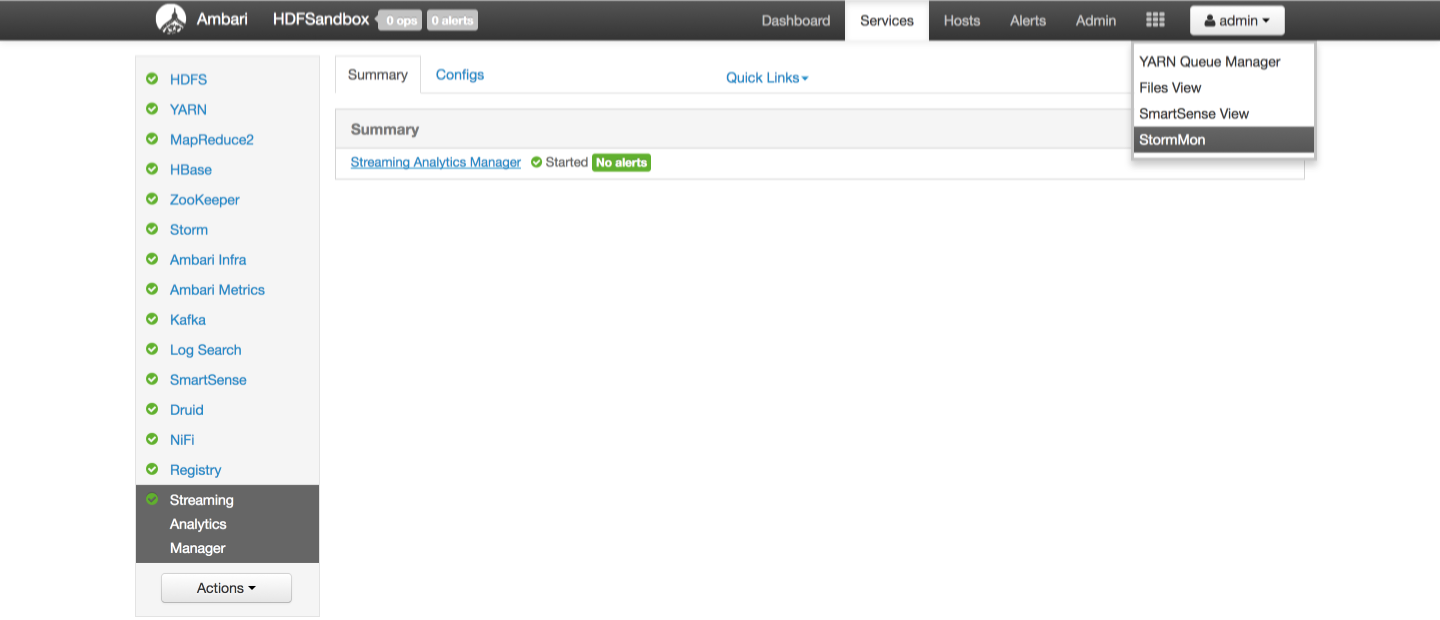 Ambari HDFSandbox 0 ops 0 alerts Dashboard Services Hosts Alerts Admin admin
YARN Queue Manager
Files View
SmartSense View
StormMon
HDFS
YARN
MapReduce2
HBase
ZooKeeper
Storm
Ambari Infra
Ambari Metrics
Kafka
Log Search
SmartSense
Druid
NiFi
Registry
Streaming
Analytics
Manager
Actions
Summary Configs Quick Links
Summary
Streaming Analytics Manager Started No alerts